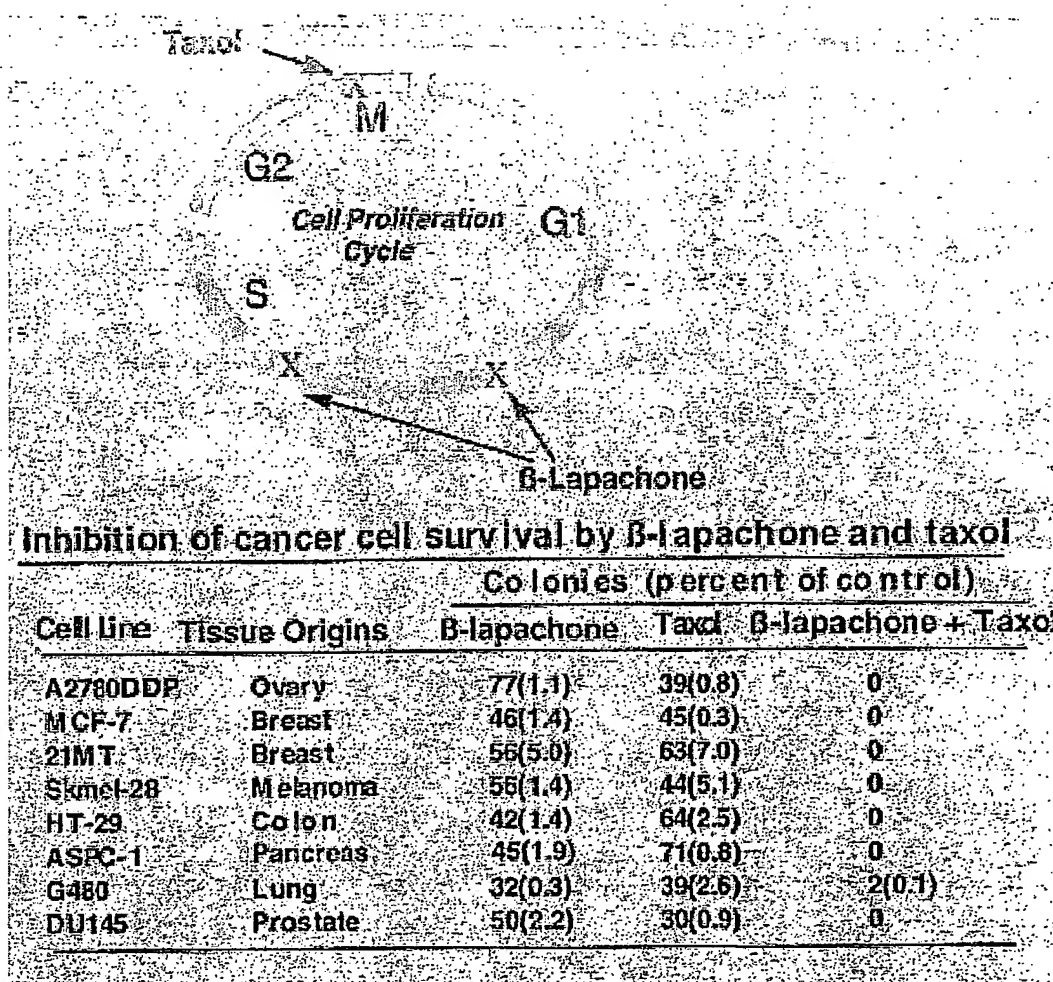 Taxol
M
G2
Cell Proliferation
Cycle
G1
S
X X
ß-Lapachone
Inhibition of cancer cell survival by ß-lapachone and taxol
Colonies (percent of control)
Cell line Tissue Origins ß-lapachone Taxol ß-lapachone + Taxol
A2780DDP Ovary 77(1.1) 39(0.8) 0
MCF-7 Breast 46(1.4) 45(0.3) 0
21MT Breast 56(5.0) 63(7.0) 0
Skmel-28 Melanoma 56(1.4) 44(5.1) 0
HT-29 Colon 42(1.4) 64(2.5) 0
ASPC-1 Pancreas 45(1.9) 71(0.8) 0
G480 Lung 32(0.3) 39(2.6) 2(0.1)
DU145 Prostate 50(2.2) 30(0.9) 0